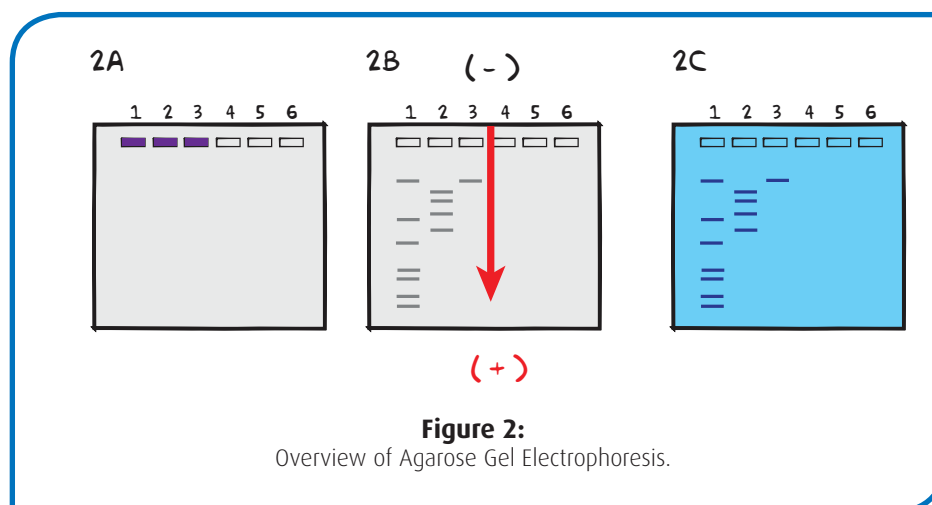 2A
1 2 3 4 5 6
2B (-)
1 2 3 4 5 6
(+)
2C
1 2 3 4 5 6
Figure 2:
Overview of Agarose Gel Electrophoresis.